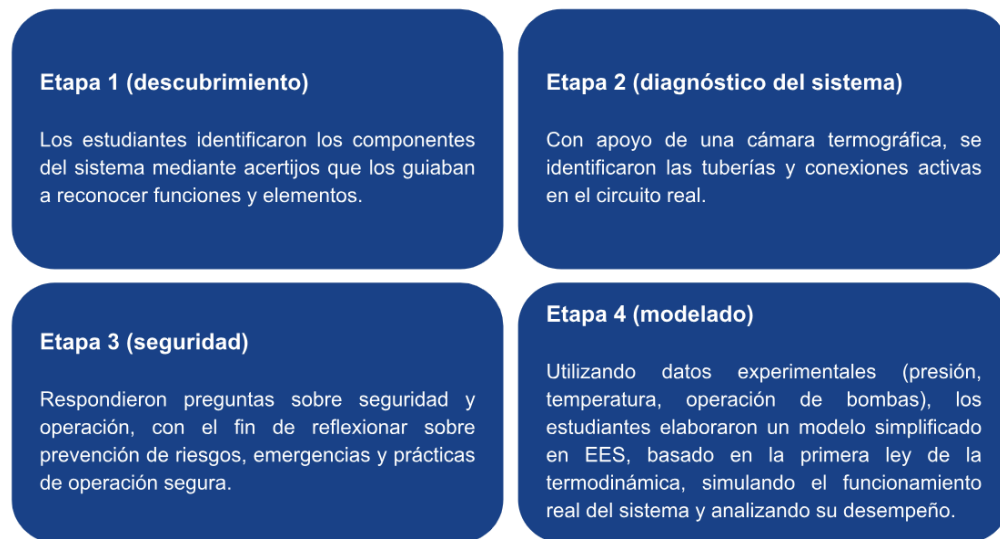 Etapa 1 (descubrimiento)
Los estudiantes identificaron los componentes
del sistema mediante acertijos que los guiaban
a reconocer funciones y elementos.
Etapa 2 (diagnóstico del sistema)
Con apoyo de una cámara termográfica, se
identificaron las tuberías y conexiones activas
en el circuito real.
Etapa 3 (seguridad)
Respondieron preguntas sobre seguridad y
operación, con el fin de reflexionar sobre
prevención de riesgos, emergencias y prácticas
de operación segura.
Etapa 4 (modelado)
Utilizando datos experimentales (presión,
temperatura, operación de bombas), los
estudiantes elaboraron un modelo simplificado
en EES, basado en la primera ley de la
termodinámica, simulando el funcionamiento
real del sistema y analizando su desempeño.